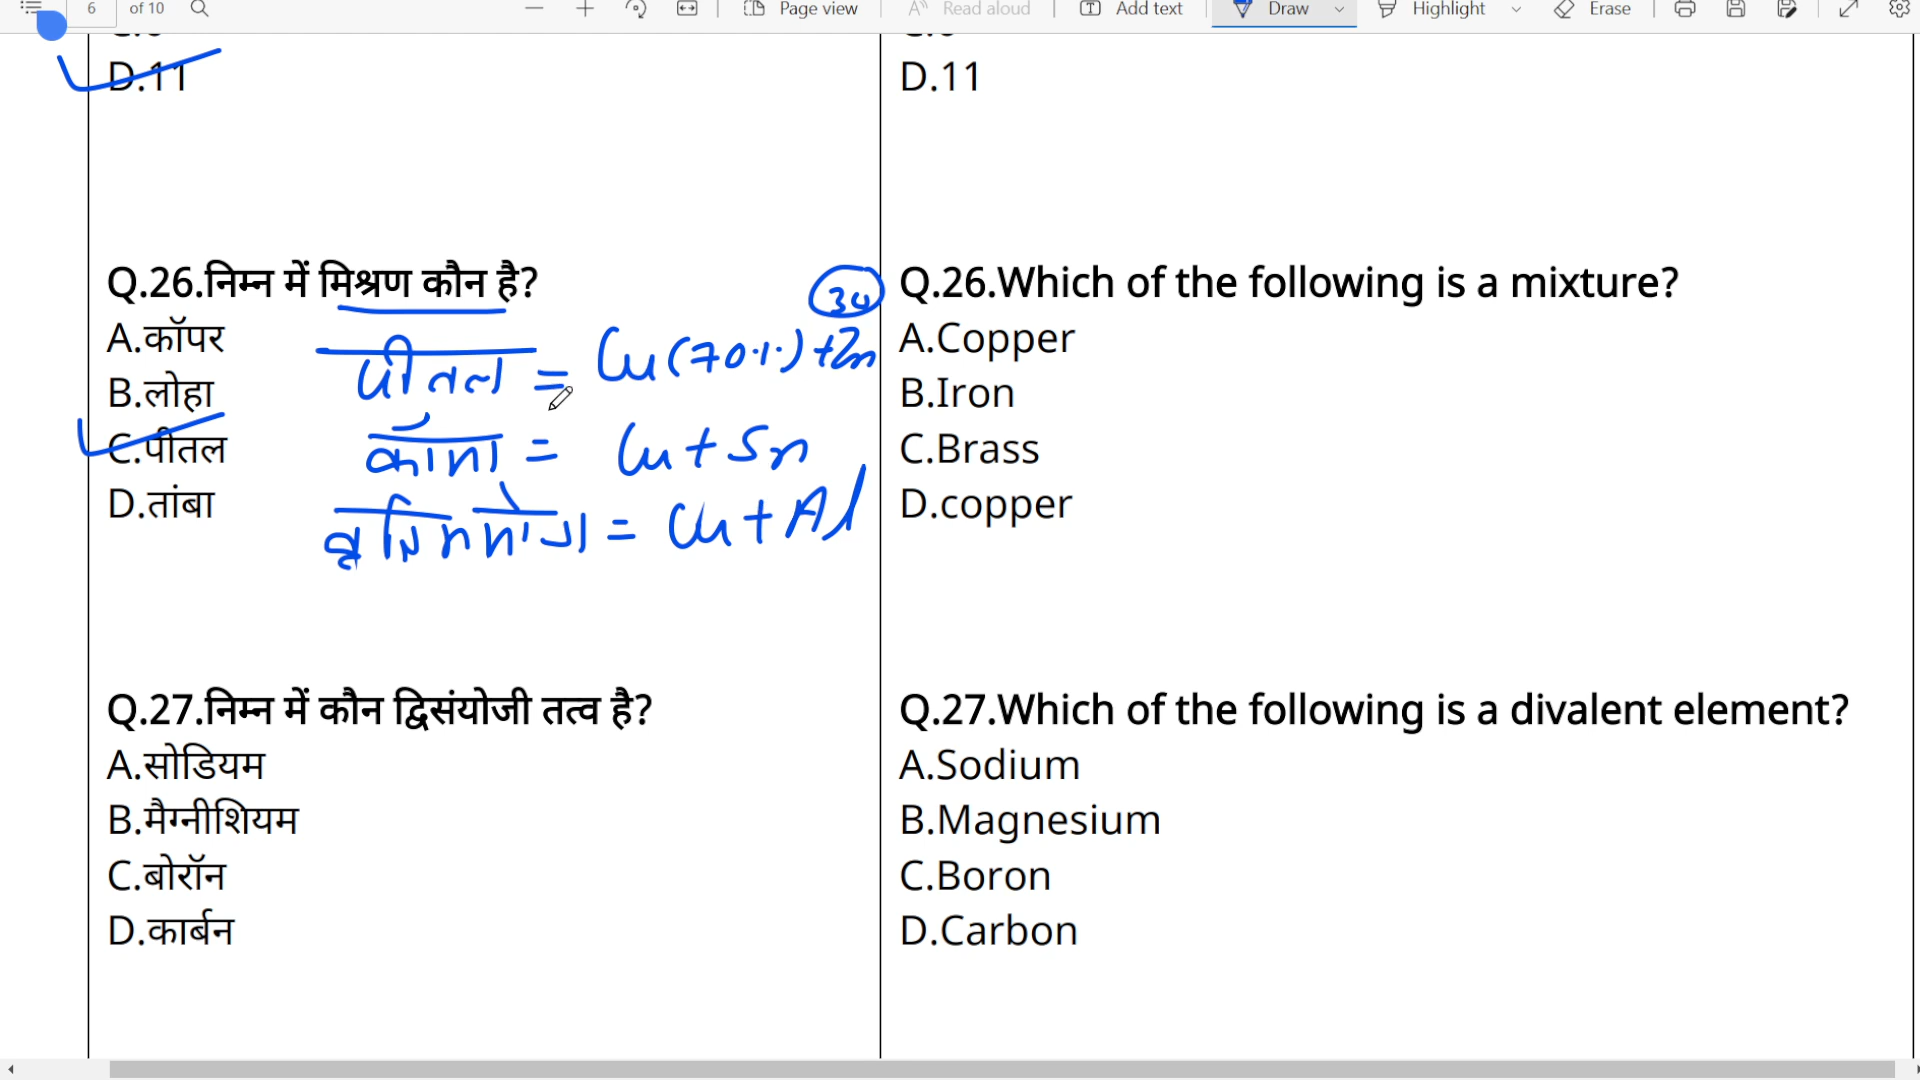 6 of 10 Page view Read aloud Add text Draw Highlight Erase
D.11
D.11
Q.26.निम्न में मिश्रण कौन है?
A.कॉपर
B.लोहा
C.पीतल
D.तांबा
पीतल = Cu (70%) + Zn
= Cu + Sn
= Cu + Al
Q.26.Which of the following is a mixture?
A.Copper
B.Iron
C.Brass
D.copper
Q.27.निम्न में कौन द्विसंयोजी तत्व है?
A.सोडियम
B.मैग्नीशियम
C.बोरॉन
D.कार्बन
Q.27.Which of the following is a divalent element?
A.Sodium
B.Magnesium
C.Boron
D.Carbon